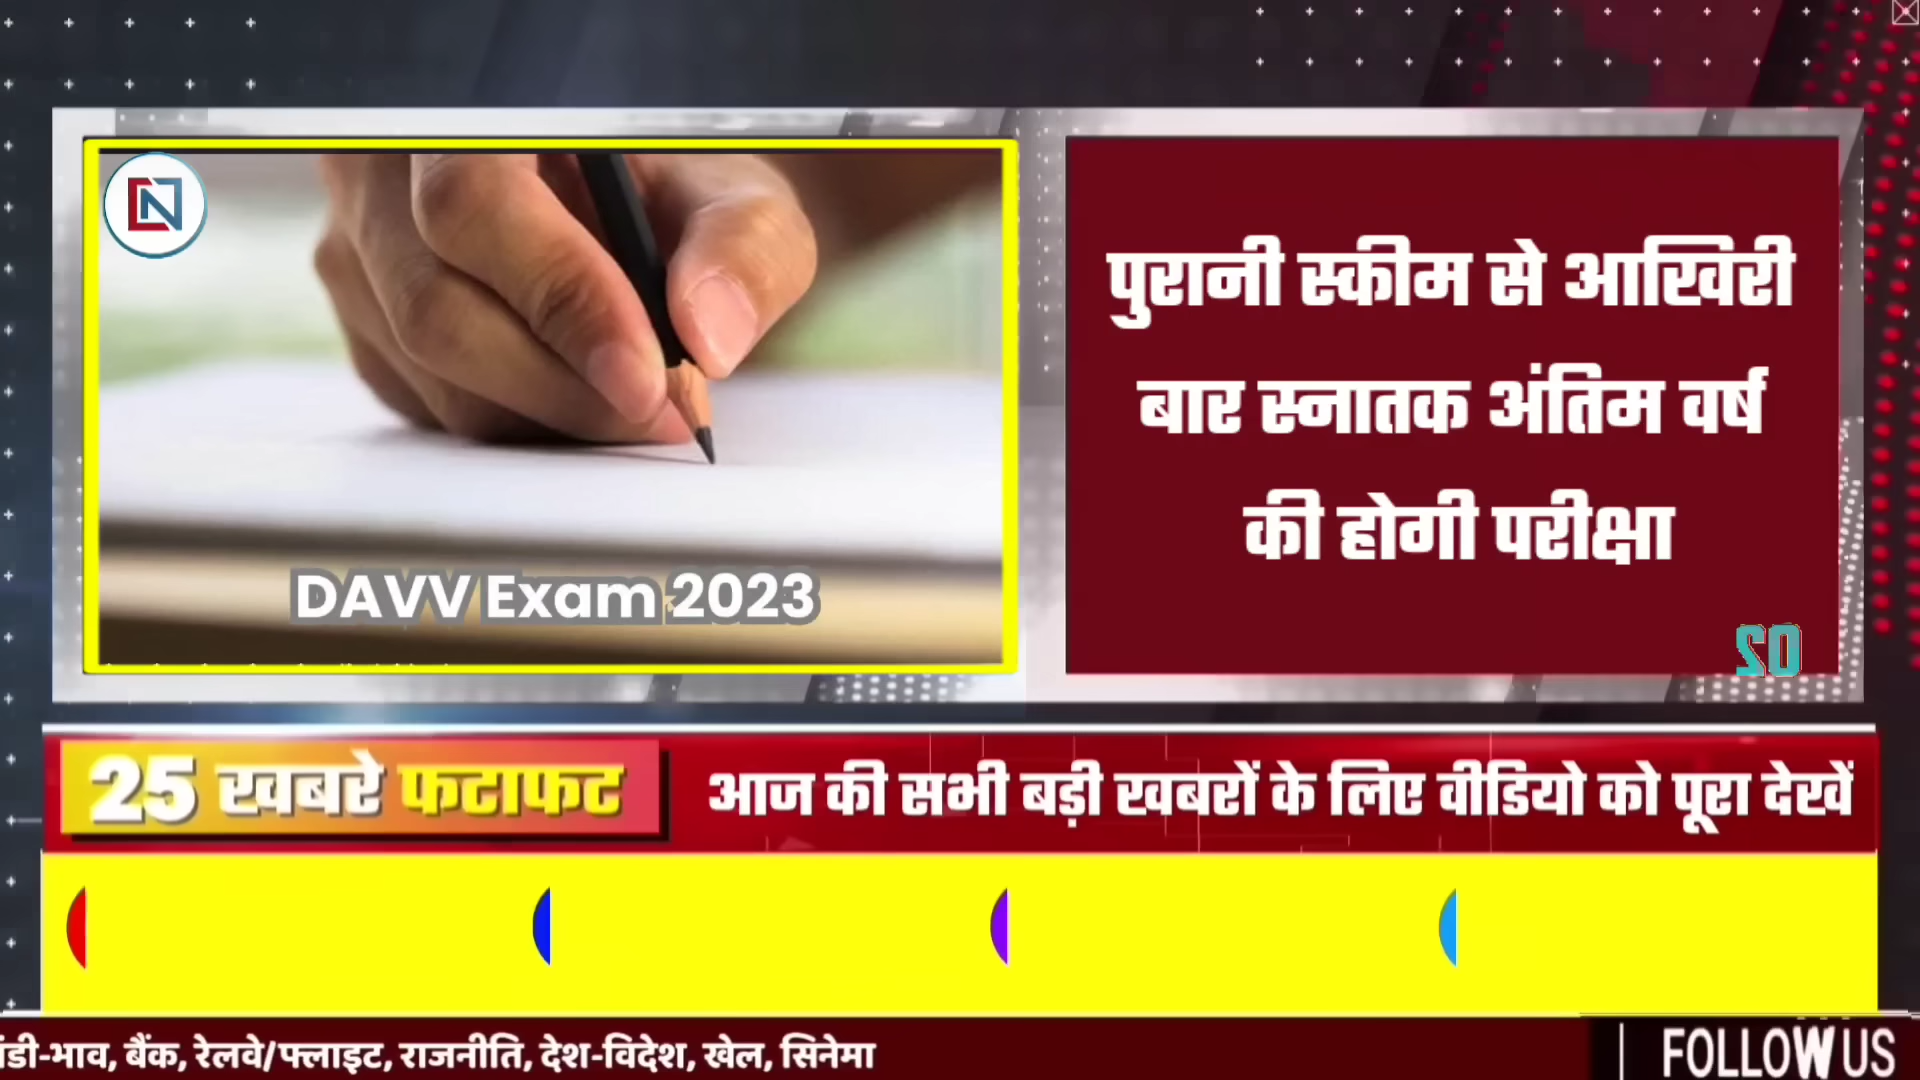 DAVV Exam 2023
पुरानी स्कीम से आखिरी
बार स्नातक अंतिम वर्ष
की होगी परीक्षा
02
25 खबरे फटाफट
आज की सभी बड़ी खबरों के लिए वीडियो को पूरा देखें
-भाव, बैंक, रेलवे/फ्लाइट, राजनीति, देश-विदेश, खेल, सिनेमा
FOLLOW US